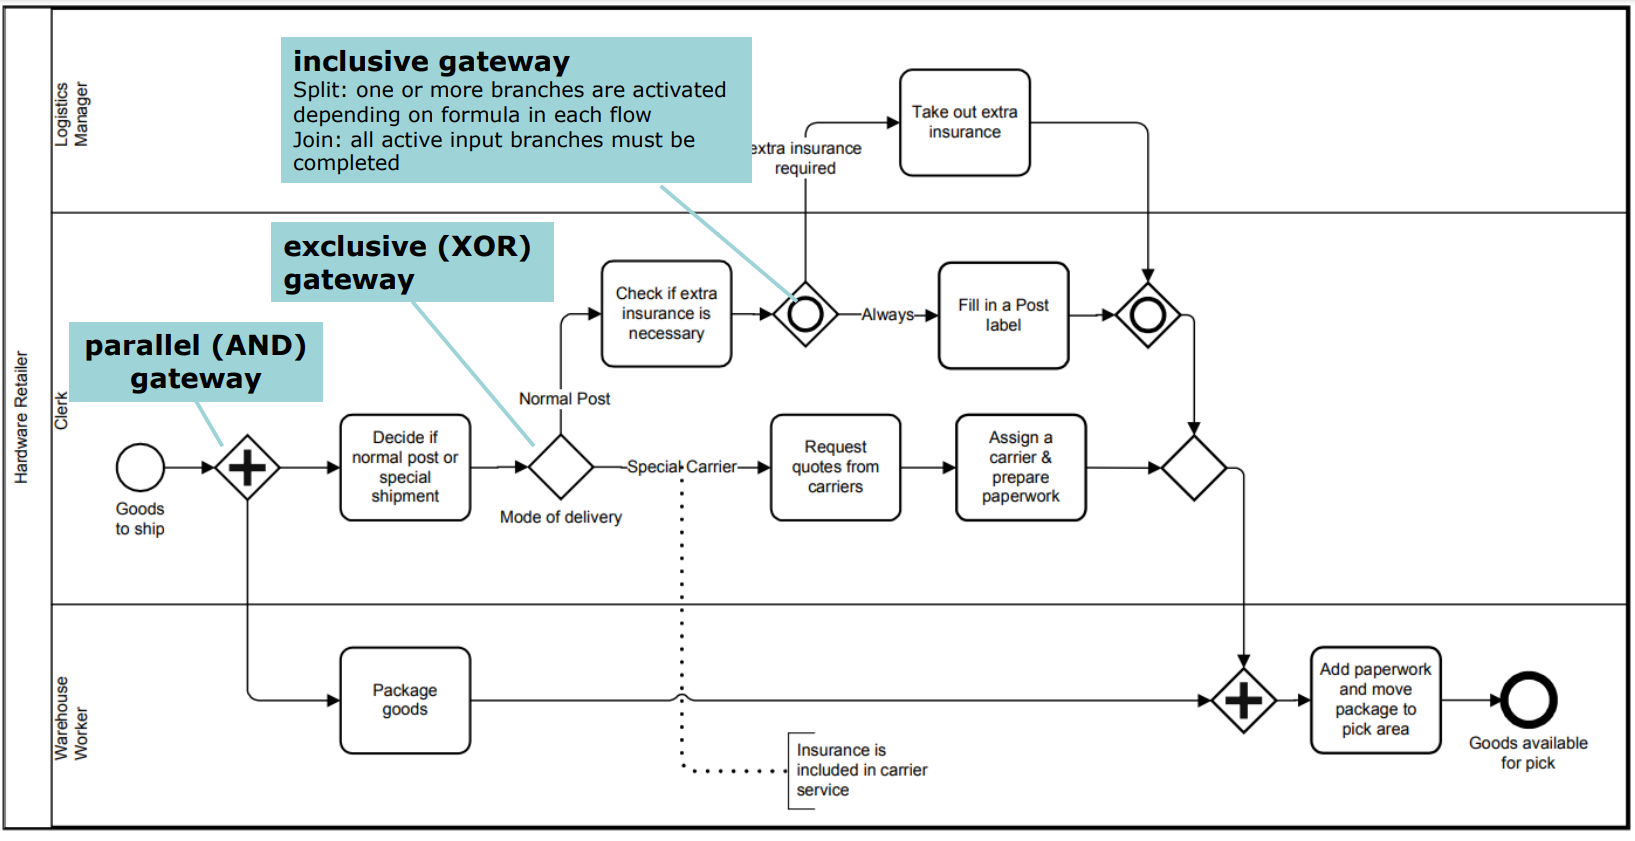 Hardware Retailer
Logistics
Manager
inclusive gateway
Split: one or more branches are activated
depending on formula in each flow
Join: all active input branches must be
completed
extra insurance
required
Take out extra
insurance
Clerk
exclusive (XOR)
gateway
parallel (AND)
gateway
Check if extra
insurance is
necessary
Always
Fill in a Post
label
Normal Post
Goods
to ship
Decide if
normal post or
special
shipment
Mode of delivery
Special Carrier
Request
quotes from
carriers
Assign a
carrier &
prepare
paperwork
Warehouse
Worker
Package
goods
Insurance is
included in carrier
service
Add paperwork
and move
package to
pick area
Goods available
for pick